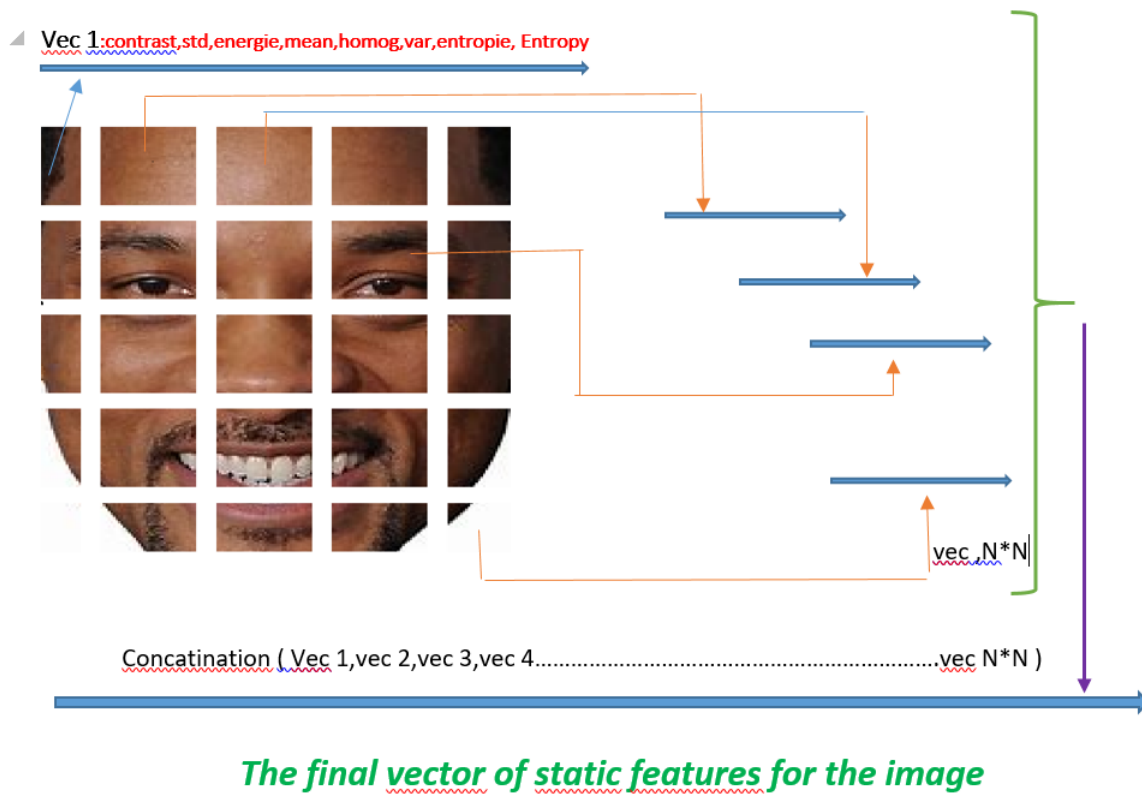 Vec 1:contrast,std,energie,mean,homog,var,entropie, Entropy
vec ,N*N
Concatination ( Vec 1,vec 2,vec 3,vec 4……………………………………………………….vec N*N )
The final vector of static features for the image